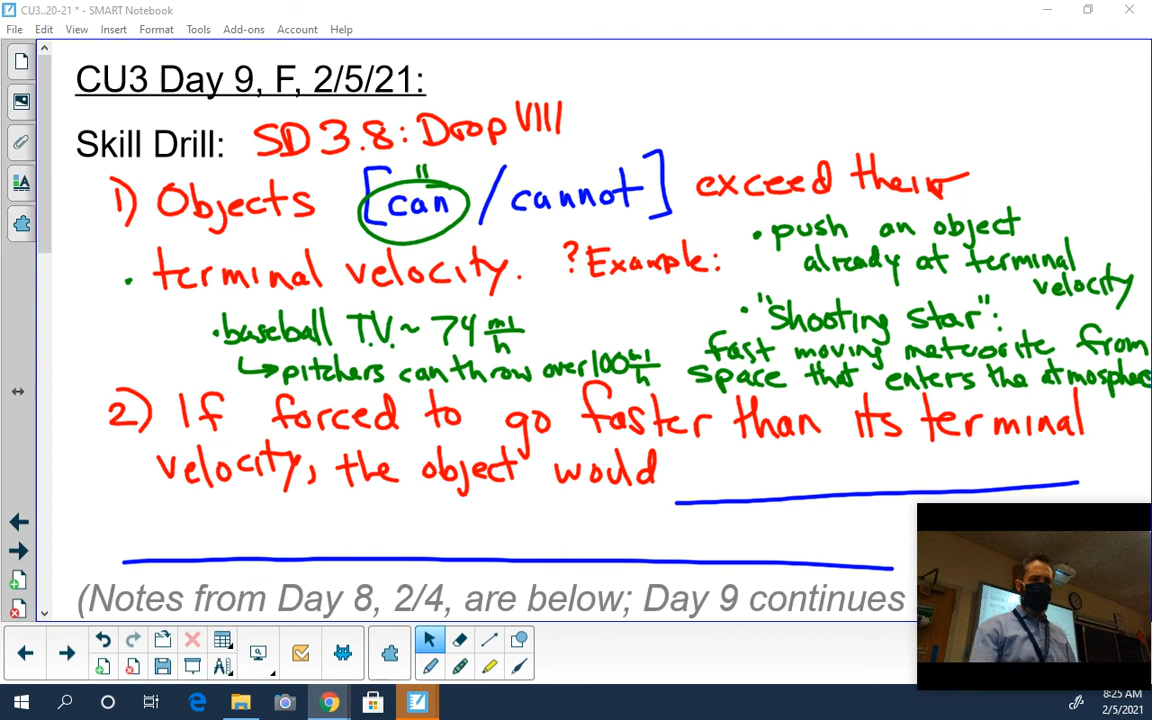 CU3..20-21 * - SMART Notebook
File Edit View Insert Format Tools Add-ons Account Help
CU3 Day 9, F, 2/5/21:
Skill Drill: SD 3.8: Drop VIII
1) Objects [can / cannot] exceed their
terminal velocity. ? Example:
• push an object
already at terminal
velocity
• baseball T.V. ~ 74 mi/h
↳ pitchers can throw over 100 mi/h
• "shooting star":
fast moving meteorite from
space that enters the atmosphere
2) If forced to go faster than its terminal
velocity, the object would
(Notes from Day 8, 2/4, are below; Day 9 continues
8:25 AM
2/5/2021